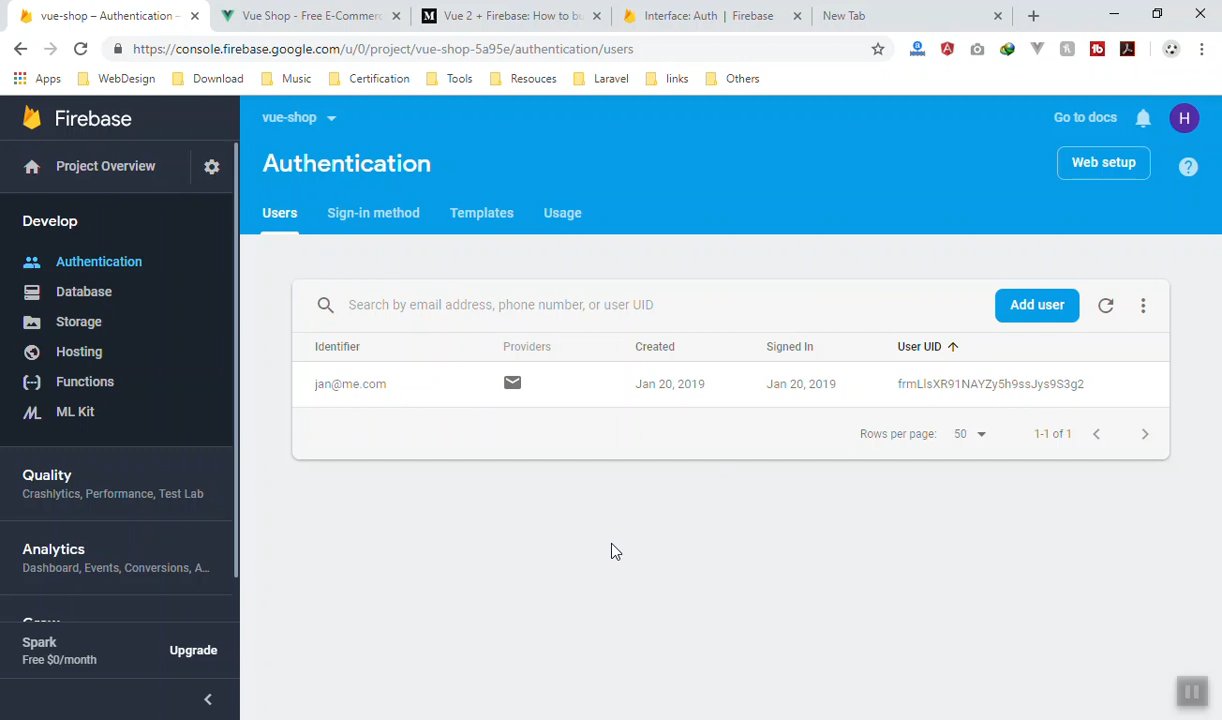 vue-shop – Authentication –
Vue Shop - Free E-Commerc
Vue 2 + Firebase: How to bu
Interface: Auth | Firebase
New Tab
https://console.firebase.google.com/u/0/project/vue-shop-5a95e/authentication/users
Apps WebDesign Download Music Certification Tools Resouces Laravel links Others
Firebase
vue-shop
Go to docs
H
Project Overview
Authentication
Web setup
Users Sign-in method Templates Usage
Develop
Authentication
Database
Storage
Hosting
Functions
ML Kit
Quality
Crashlytics, Performance, Test Lab
Analytics
Dashboard, Events, Conversions, A...
Spark
Free $0/month
Upgrade
Search by email address, phone number, or user UID
Add user
Identifier Providers Created Signed In User UID
jan@me.com Jan 20, 2019 Jan 20, 2019 frmLlsXR91NAYZy5h9ssJys9S3g2
Rows per page: 50 1-1 of 1